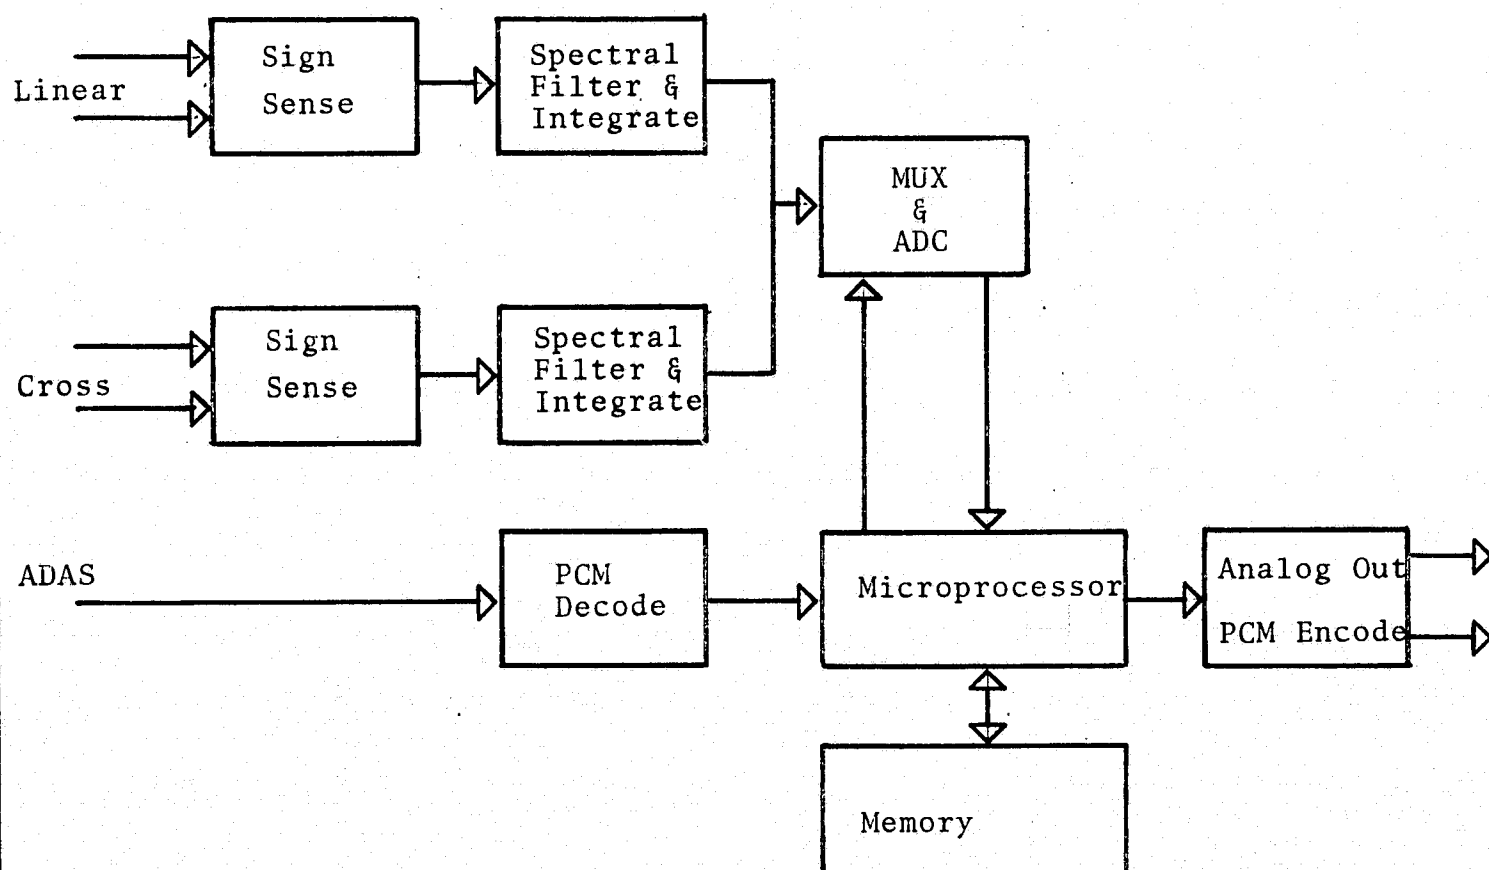 Linear
Sign
Sense
Spectral
Filter &
Integrate
MUX
&
ADC
Cross
Sign
Sense
Spectral
Filter &
Integrate
ADAS
PCM
Decode
Microprocessor
Analog Out
PCM Encode
Memory